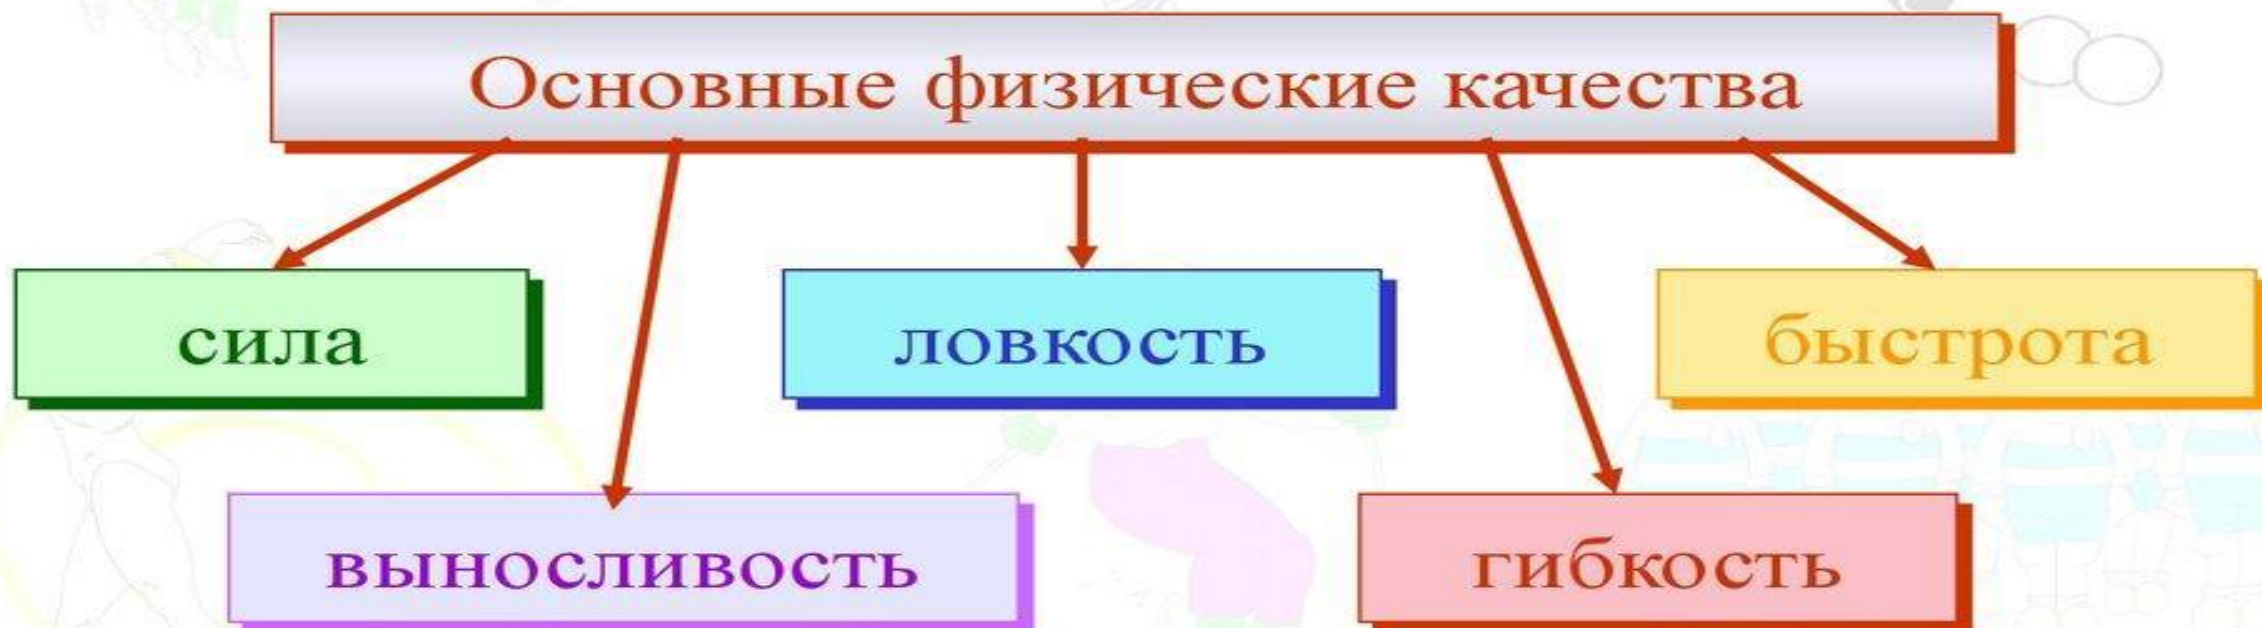 Основные физические качества
сила
ловкость
быстрота
выносливость
гибкость